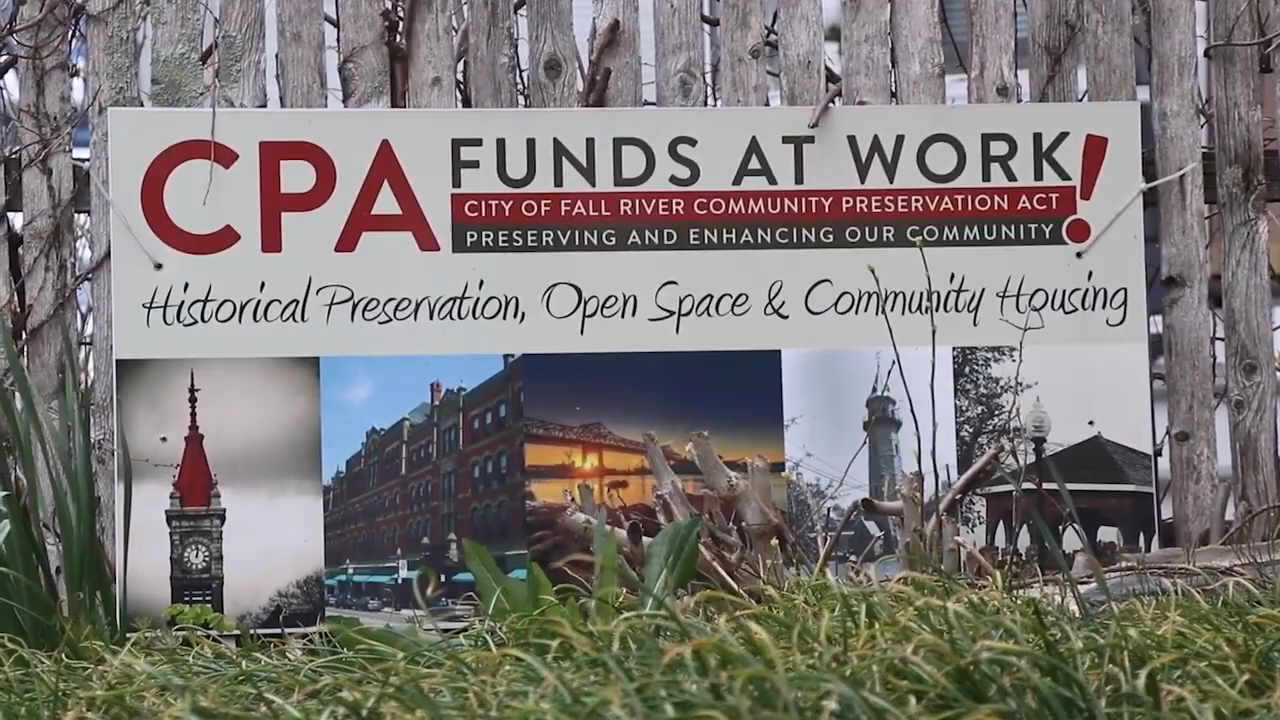 CPA FUNDS AT WORK!
CITY OF FALL RIVER COMMUNITY PRESERVATION ACT
PRESERVING AND ENHANCING OUR COMMUNITY
Historical Preservation, Open Space & Community Housing